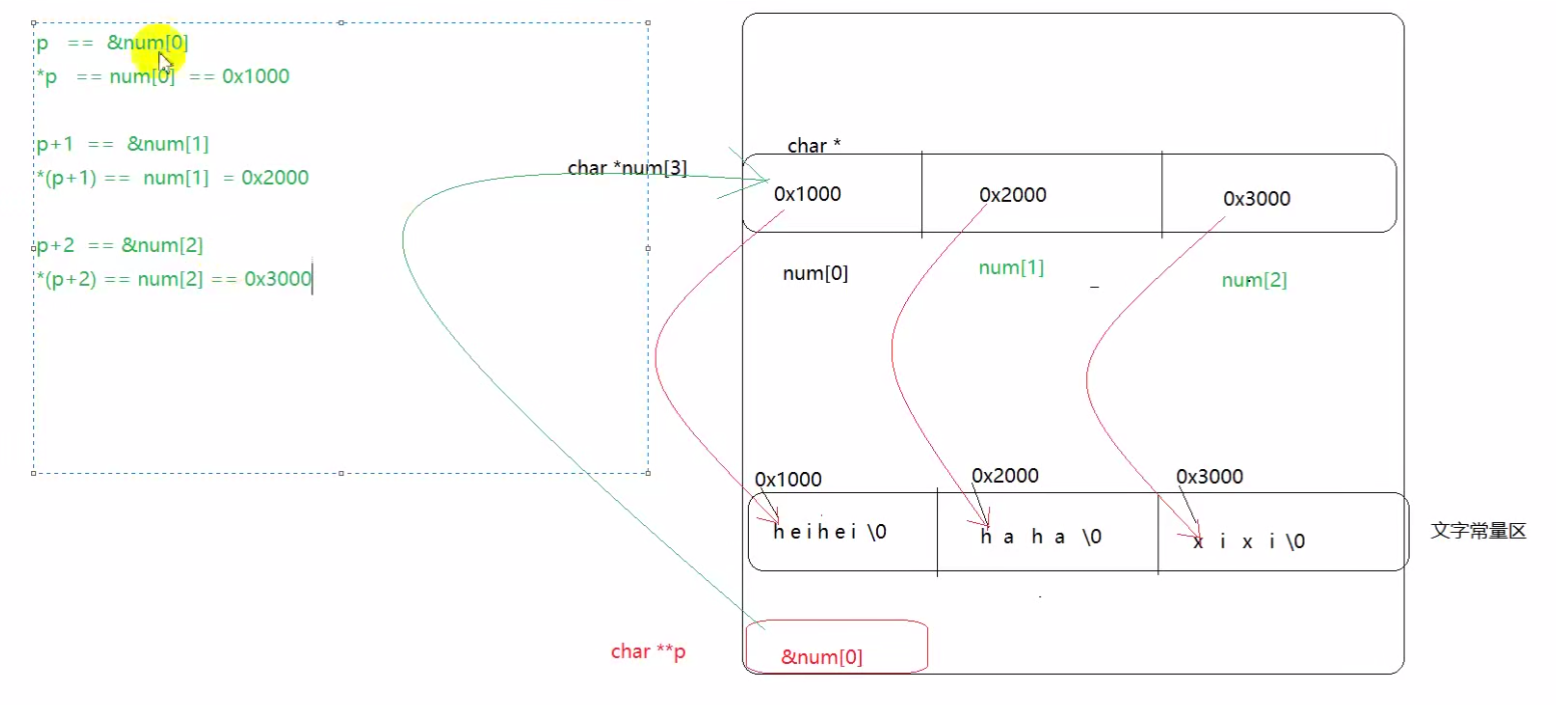 p == &num[0]
*p == num[0] == 0x1000
p+1 == &num[1]
*(p+1) == num[1] = 0x2000
p+2 == &num[2]
*(p+2) == num[2] == 0x3000
char *
char *num[3]
0x1000 0x2000 0x3000
num[0] num[1] num[2]
0x1000 0x2000 0x3000
h e i h e i \0 h a h a \0 x i x i \0
文字常量区
char **p &num[0]